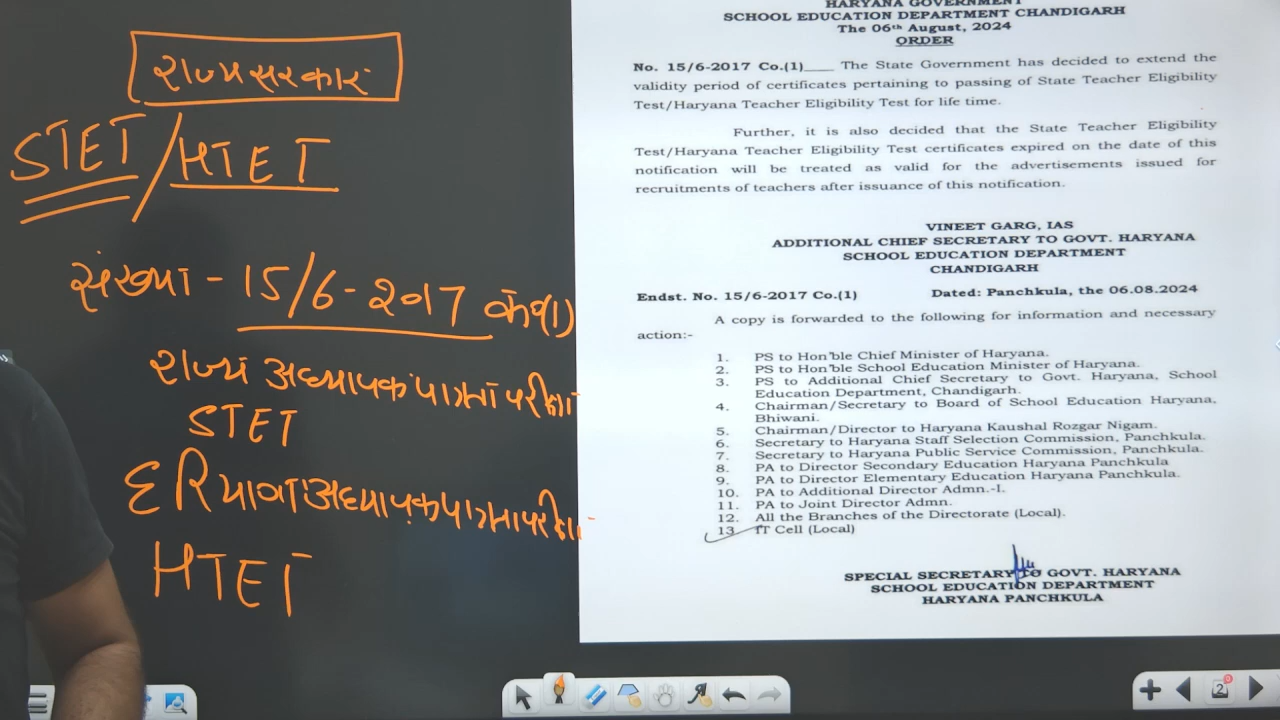 राज्य सरकार
STET/HTET
संख्या - 15/6-2017 को (1)
राज्य अध्यापक पात्रता परीक्षा
STET
हरियाणा अध्यापक पात्रता परीक्षा
HTET
HARYANA GOVERNMENT
SCHOOL EDUCATION DEPARTMENT CHANDIGARH
The 06th August, 2024
ORDER
No. 15/6-2017 Co.(1)____ The State Government has decided to extend the
validity period of certificates pertaining to passing of State Teacher Eligibility
Test/Haryana Teacher Eligibility Test for life time.
Further, it is also decided that the State Teacher Eligibility
Test/Haryana Teacher Eligibility Test certificates expired on the date of this
notification will be treated as valid for the advertisements issued for
recruitments of teachers after issuance of this notification.
VINEET GARG, IAS
ADDITIONAL CHIEF SECRETARY TO GOVT. HARYANA
SCHOOL EDUCATION DEPARTMENT
CHANDIGARH
Endst. No. 15/6-2017 Co.(1) Dated: Panchkula, the 06.08.2024
A copy is forwarded to the following for information and necessary
action:-
1. PS to Hon'ble Chief Minister of Haryana.
2. PS to Hon'ble School Education Minister of Haryana.
3. PS to Additional Chief Secretary to Govt. Haryana, School
Education Department, Chandigarh.
4. Chairman/Secretary to Board of School Education Haryana,
Bhiwani.
5. Chairman/Director to Haryana Kaushal Rozgar Nigam.
6. Secretary to Haryana Staff Selection Commission, Panchkula.
7. Secretary to Haryana Public Service Commission, Panchkula.
8. PA to Director Secondary Education Haryana Panchkula
9. PA to Director Elementary Education Haryana Panchkula.
10. PA to Additional Director Admn.-I.
11. PA to Joint Director Admn.
12. All the Branches of the Directorate (Local).
13. IT Cell (Local)
SPECIAL SECRETARY TO GOVT. HARYANA
SCHOOL EDUCATION DEPARTMENT
HARYANA PANCHKULA
2